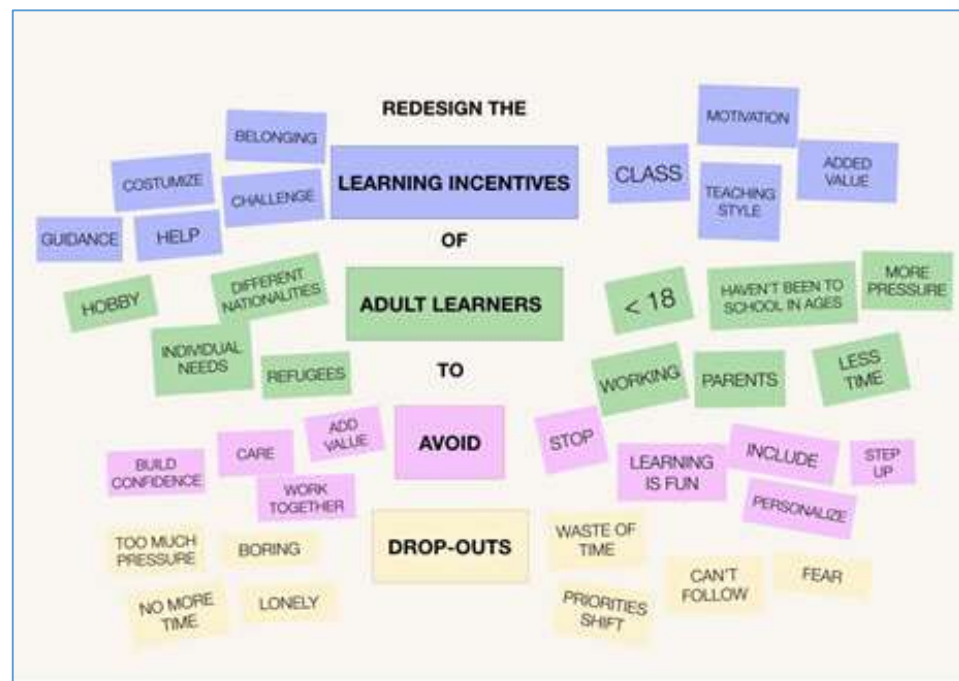 REDESIGN THE
MOTIVATION
BELONGING
LEARNING INCENTIVES
CLASS
ADDED
VALUE
COSTUMIZE
CHALLENGE
TEACHING
STYLE
GUIDANCE
HELP
OF
HOBBY
DIFFERENT
NATIONALITIES
ADULT LEARNERS
< 18
HAVEN'T BEEN TO
SCHOOL IN AGES
MORE
PRESSURE
INDIVIDUAL
NEEDS
REFUGEES
TO
WORKING
PARENTS
LESS
TIME
BUILD
CONFIDENCE
CARE
ADD
VALUE
WORK
TOGETHER
AVOID
STOP
LEARNING
IS FUN
INCLUDE
STEP
UP
PERSONALIZE
TOO MUCH
PRESSURE
BORING
DROP-OUTS
WASTE OF
TIME
CAN'T
FOLLOW
FEAR
NO MORE
TIME
LONELY
PRIORITIES
SHIFT